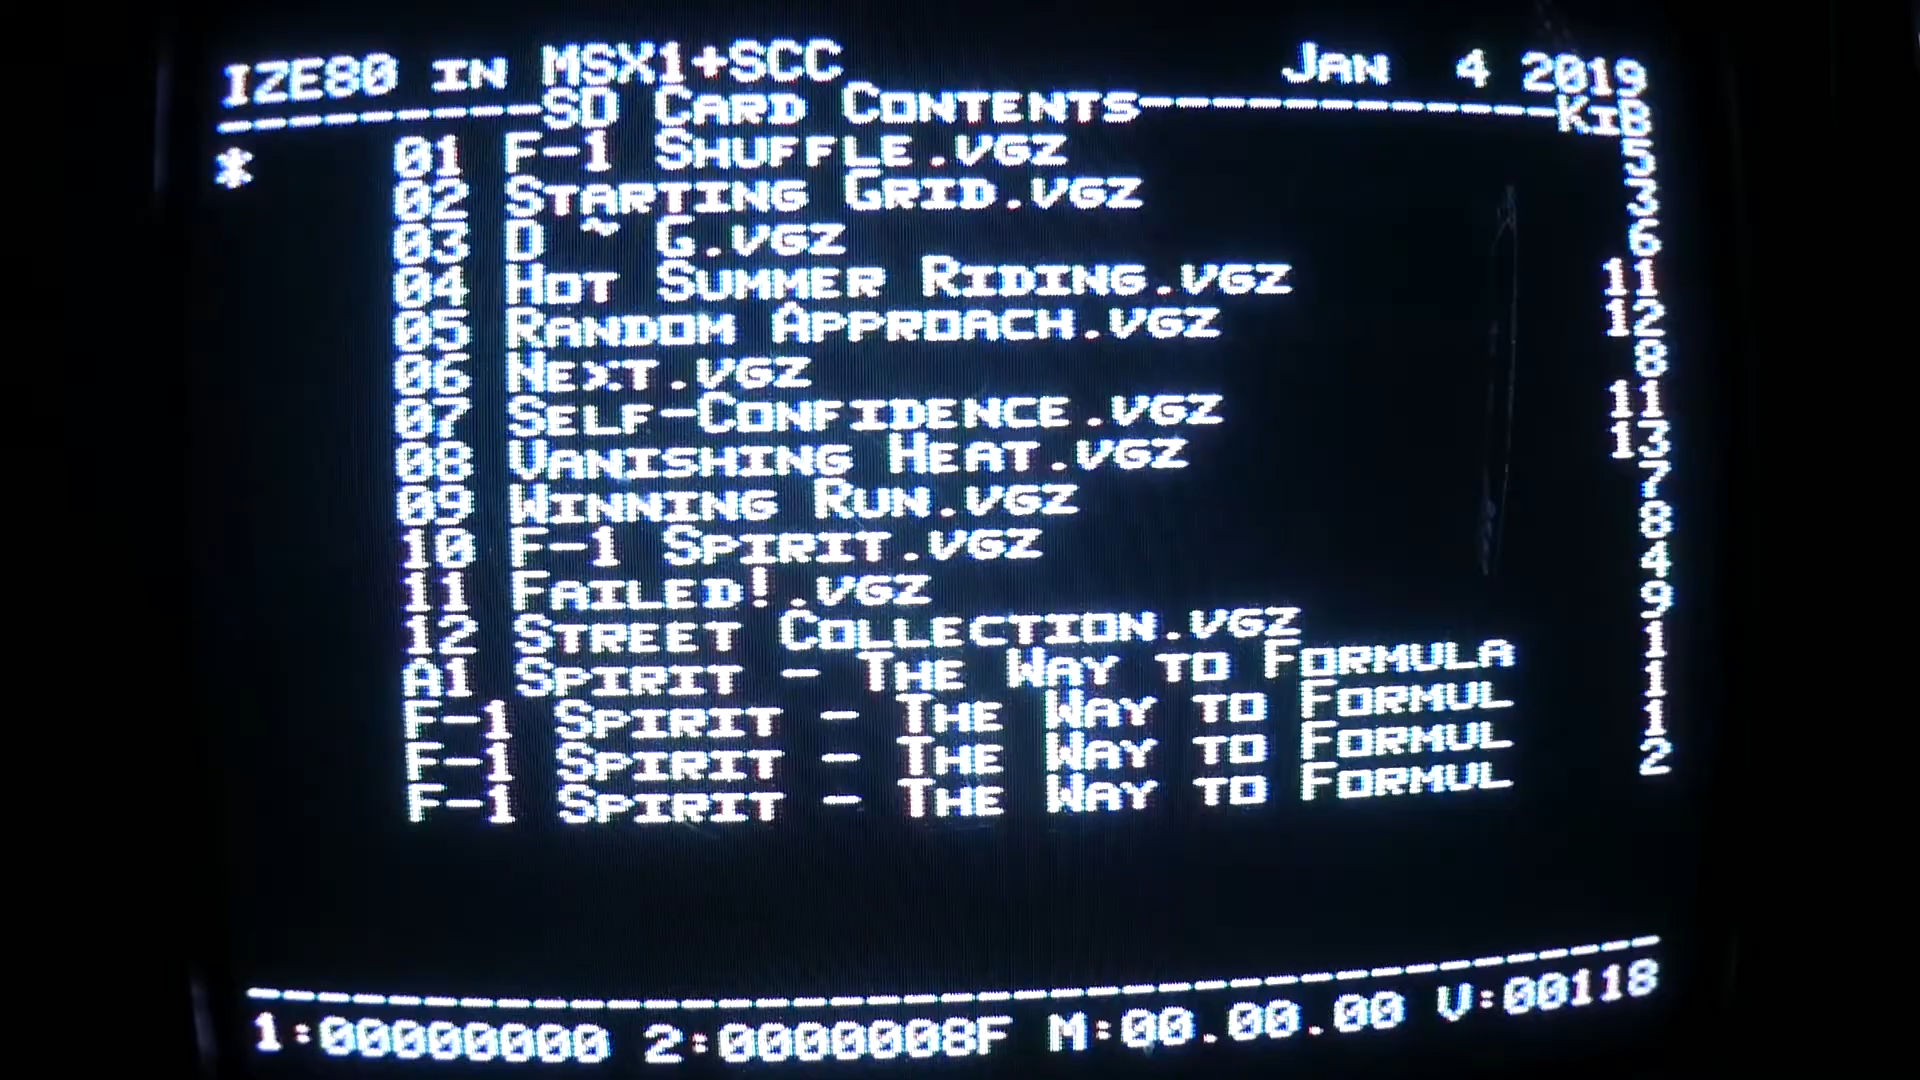 IZE80 in MSX1+SCC Jan 4 2019
SD Card Contents KiB
* 01 F-1 Shuffle.vgz 5
02 Starting Grid.vgz 3
03 D ~ G.vgz 6
04 Hot Summer Riding.vgz 11
05 Random Approach.vgz 12
06 Next.vgz 8
07 Self-Confidence.vgz 11
08 Vanishing Heat.vgz 13
09 Winning Run.vgz 7
10 F-1 Spirit.vgz 8
11 Failed!.vgz 4
12 Street Collection.vgz 9
A1 Spirit - The Way to Formula 1
F-1 Spirit - The Way to Formul 1
F-1 Spirit - The Way to Formul 1
F-1 Spirit - The Way to Formul 2
1:00000000 2:0000008F M:00.00.00 V:00118